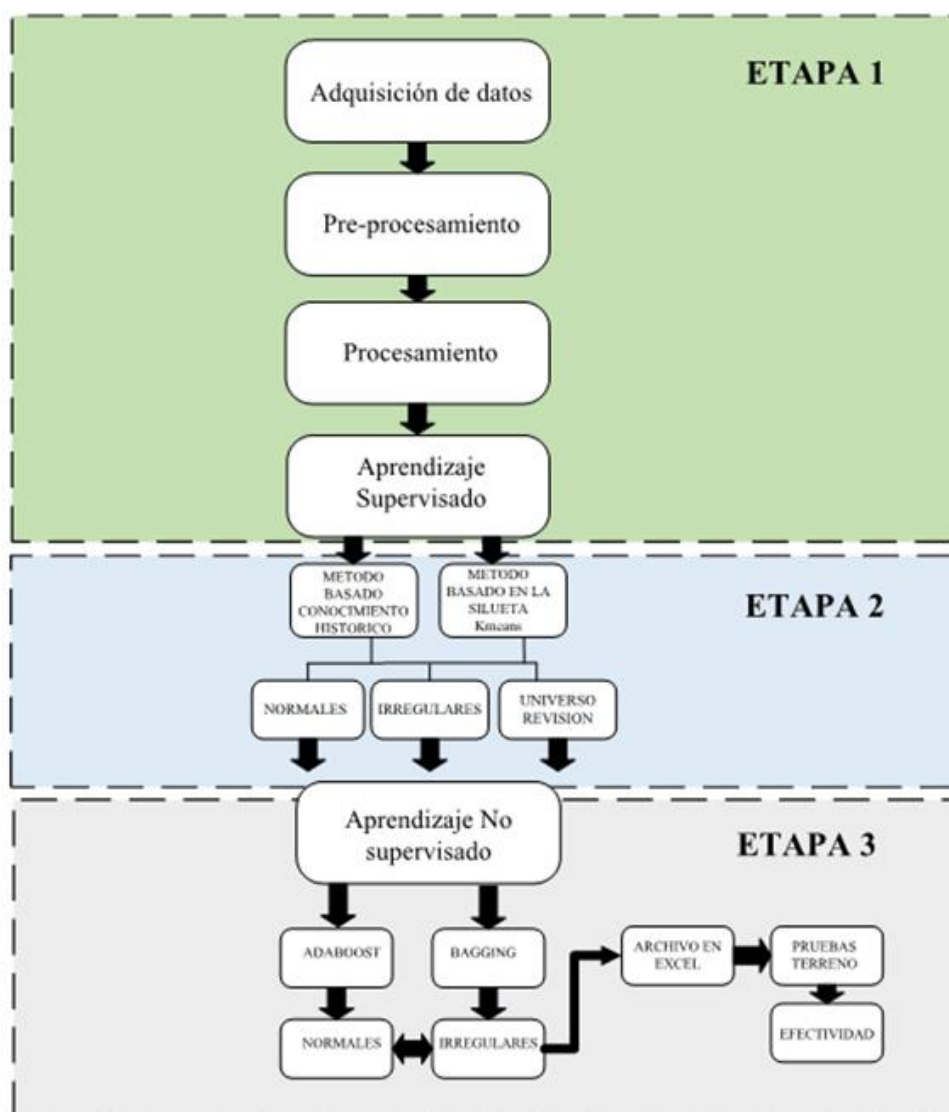 ETAPA 1
Adquisición de datos
Pre-procesamiento
Procesamiento
Aprendizaje
Supervisado
ETAPA 2
METODO
BASADO
CONOCIMIENTO
HISTORICO
METODO
BASADO EN LA
SILUETA
Kmeans
NORMALES
IRREGULARES
UNIVERSO
REVISION
ETAPA 3
Aprendizaje No
supervisado
ADABOOST
BAGGING
ARCHIVO EN
EXCEL
PRUEBAS
TERRENO
NORMALES
IRREGULARES
EFECTIVIDAD